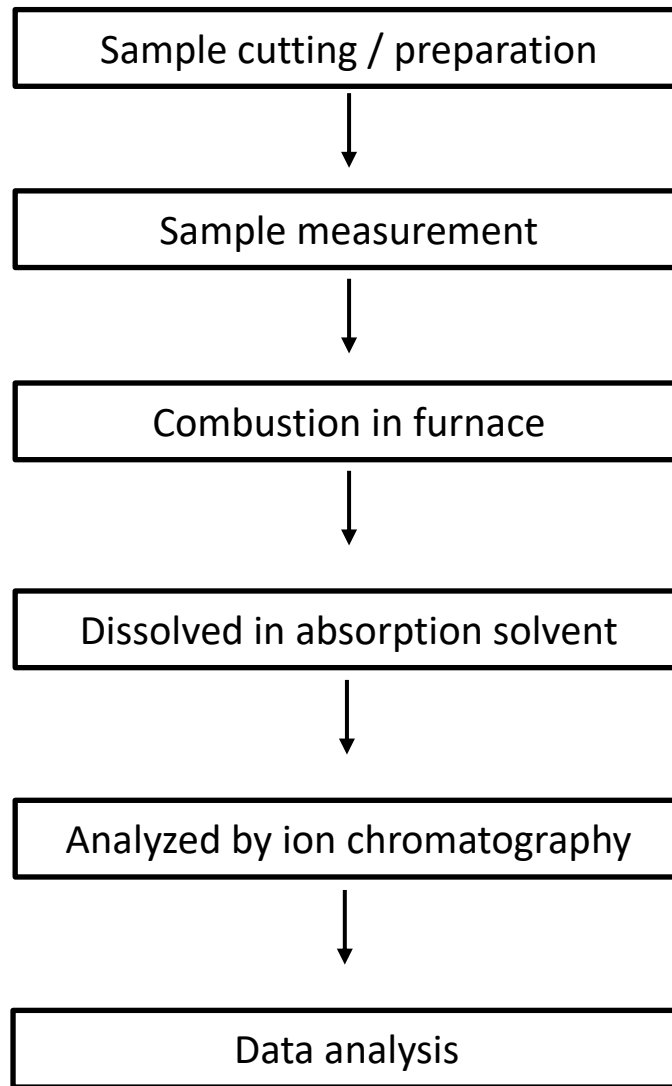 Sample cutting / preparation
Sample measurement
Combustion in furnace
Dissolved in absorption solvent
Analyzed by ion chromatography
Data analysis